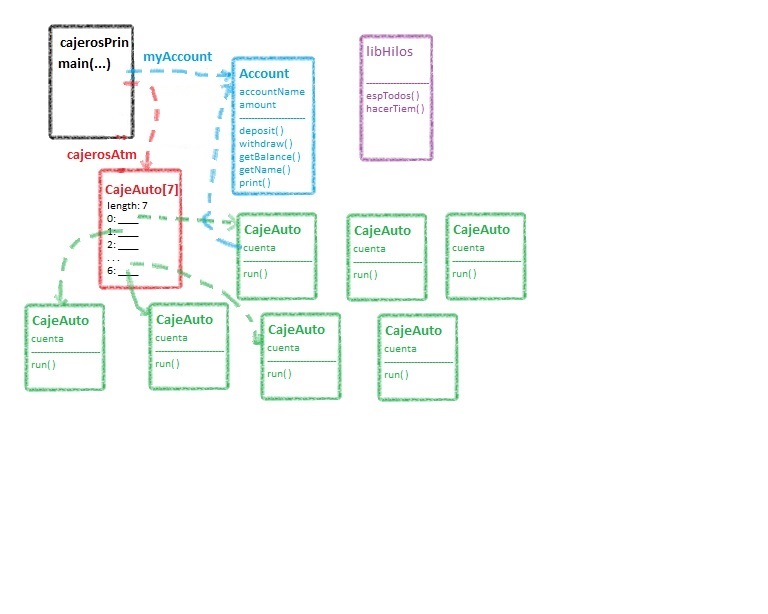 cajerosPrin
main(...)
myAccount
cajerosAtm
Account
accountName
amount
----------------------
deposit()
withdraw()
getBalance()
getName()
print()
libHilos
---------------------
espTodos()
hacerTiem()
CajeAuto[7]
length: 7
0: ____
1: ____
2: ____
...
6: ____
CajeAuto
cuenta
-----------------------
run()
CajeAuto
cuenta
-----------------------
run()
CajeAuto
cuenta
-----------------------
run()
CajeAuto
cuenta
-----------------------
run()
CajeAuto
cuenta
-----------------------
run()
CajeAuto
cuenta
-----------------------
run()
CajeAuto
cuenta
-----------------------
run()